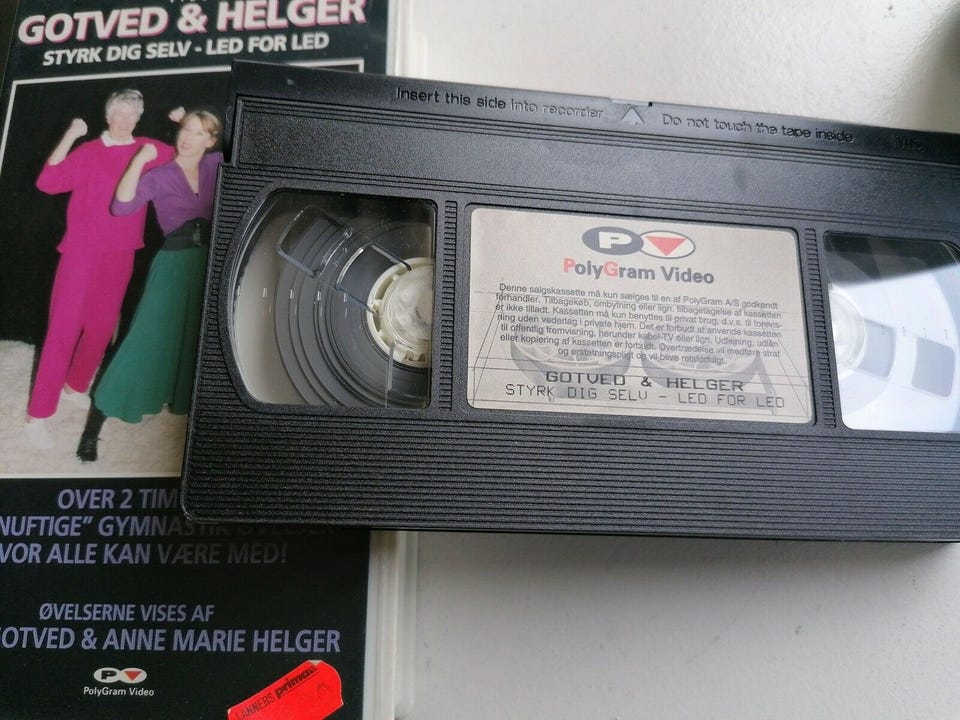 GOTVED & HELGER
STYRK DIG SELV - LED FOR LED
OVER 2 TIM
NUFTIGE" GYMNASTIK
VOR ALLE KAN VÆRE MED!
ØVELSERNE VISES AF
OTVED & ANNE MARIE HELGER
P
PolyGram Video
LANNERS prima
Insert this side into recorder
Do not touch the tape inside
VHS
P
PolyGram Video
Denne salgskassette må kun sælges til en af PolyGram A/S godkendt
forhandler. Tilbagekøb, ombytning eller lign. tilbagetagelse af kassetten
er ikke tilladt. Kassetten må kun benyttes til privat brug, d.v.s. til forevis-
ning uden vederlag i private hjem. Det er forbudt at anvende kassetten
til offentlig fremvisning, herunder kabel-TV eller lign. Udlejning, udlån
eller kopiering af kassetten er forbudt. Overtrædelse vil medføre straf
og erstatningspligt og vil blive retsforfulgt.
GOTVED & HELGER
STYRK DIG SELV - LED FOR LED